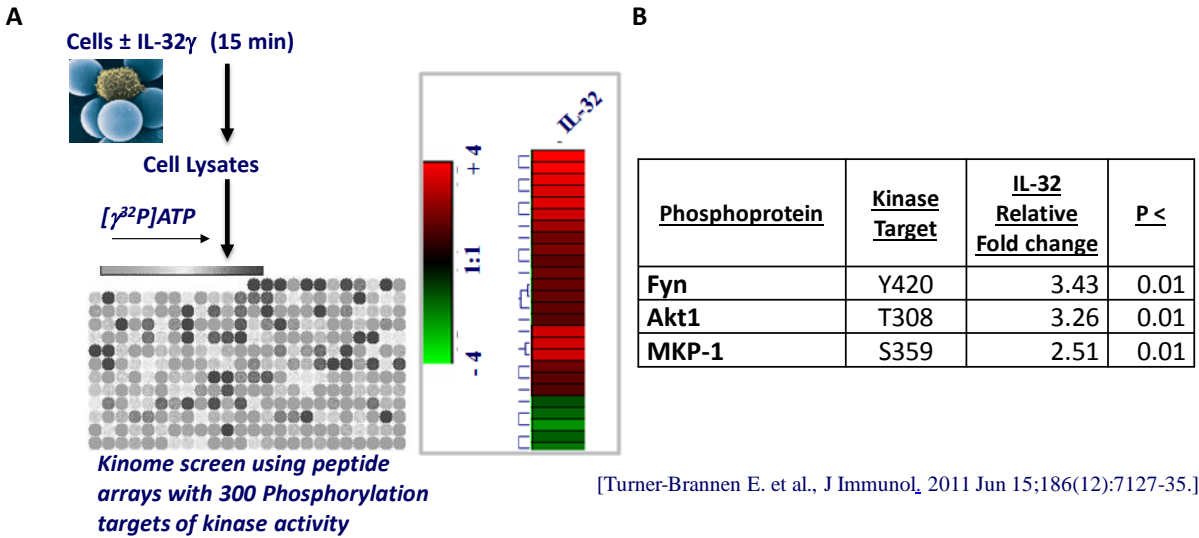 A
Cells ± IL-32γ (15 min)
Cell Lysates
[γ³²P]ATP
Kinome screen using peptide
arrays with 300 Phosphorylation
targets of kinase activity
IL-32
+ 4
1:1
- 4
B
Phosphoprotein
Kinase
Target
IL-32
Relative
Fold change
P <
Fyn Y420 3.43 0.01
Akt1 T308 3.26 0.01
MKP-1 S359 2.51 0.01
[Turner-Brannen E. et al., J Immunol. 2011 Jun 15;186(12):7127-35.]